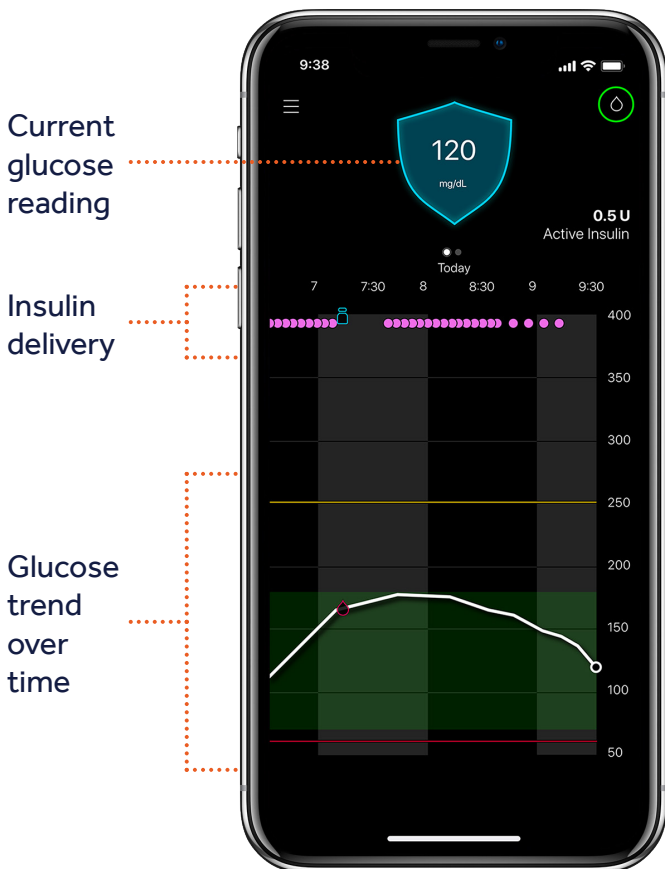 9:38
Current
glucose
reading
120
mg/dL
0.5 U
Active Insulin
Today
7 7:30 8 8:30 9 9:30
Insulin
delivery
400
350
300
250
200
150
100
50
Glucose
trend
over
time